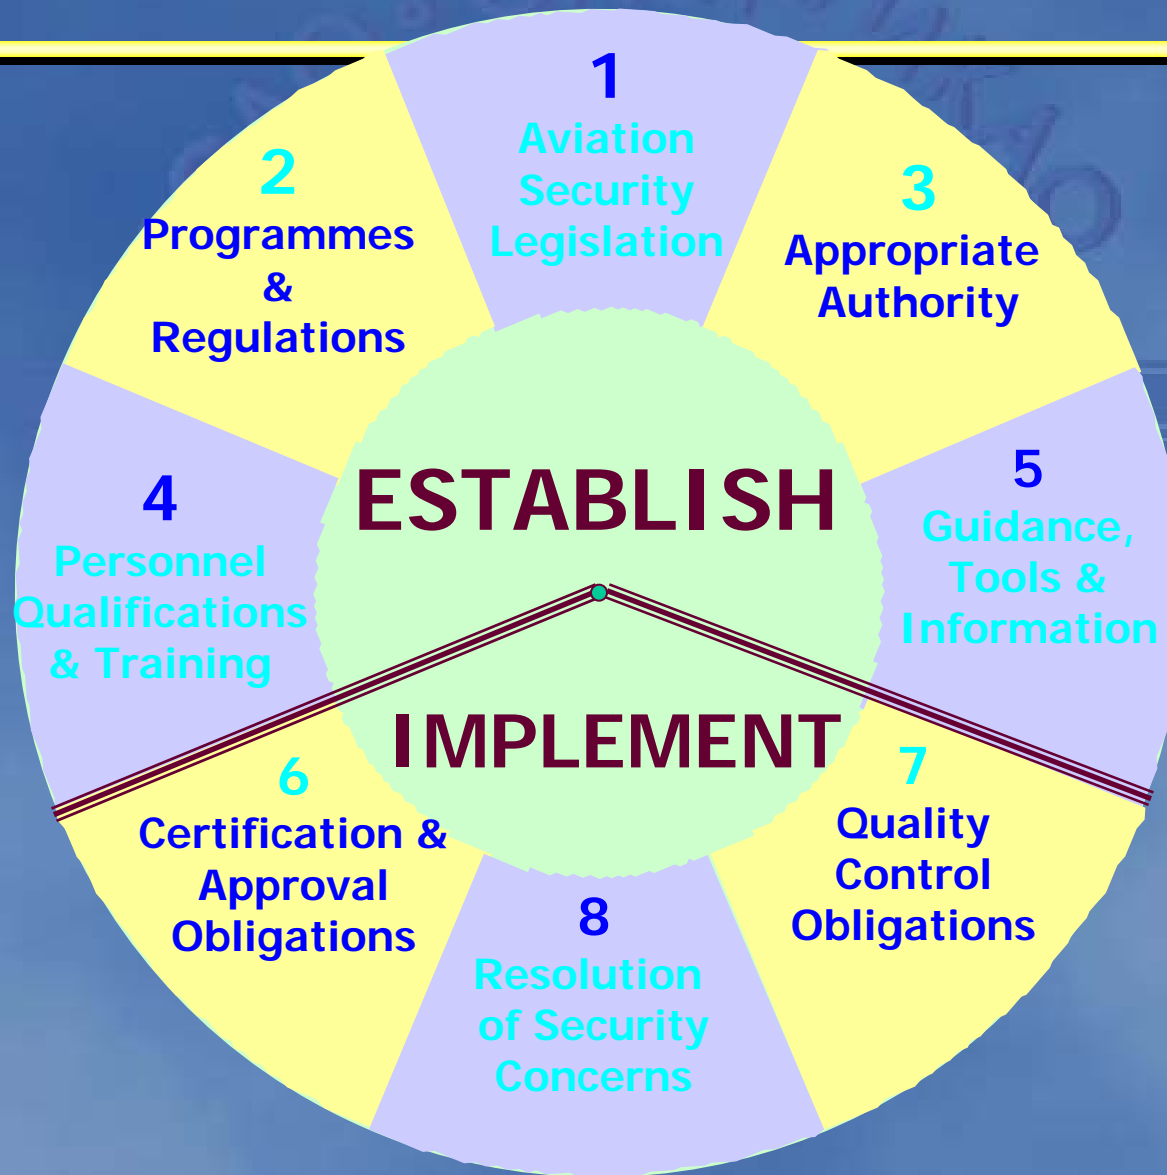 1
Aviation
Security
Legislation
2
Programmes
&
Regulations
3
Appropriate
Authority
4
Personnel
Qualifications
& Training
5
Guidance,
Tools &
Information
ESTABLISH
IMPLEMENT
6
Certification &
Approval
Obligations
7
Quality
Control
Obligations
8
Resolution
of Security
Concerns